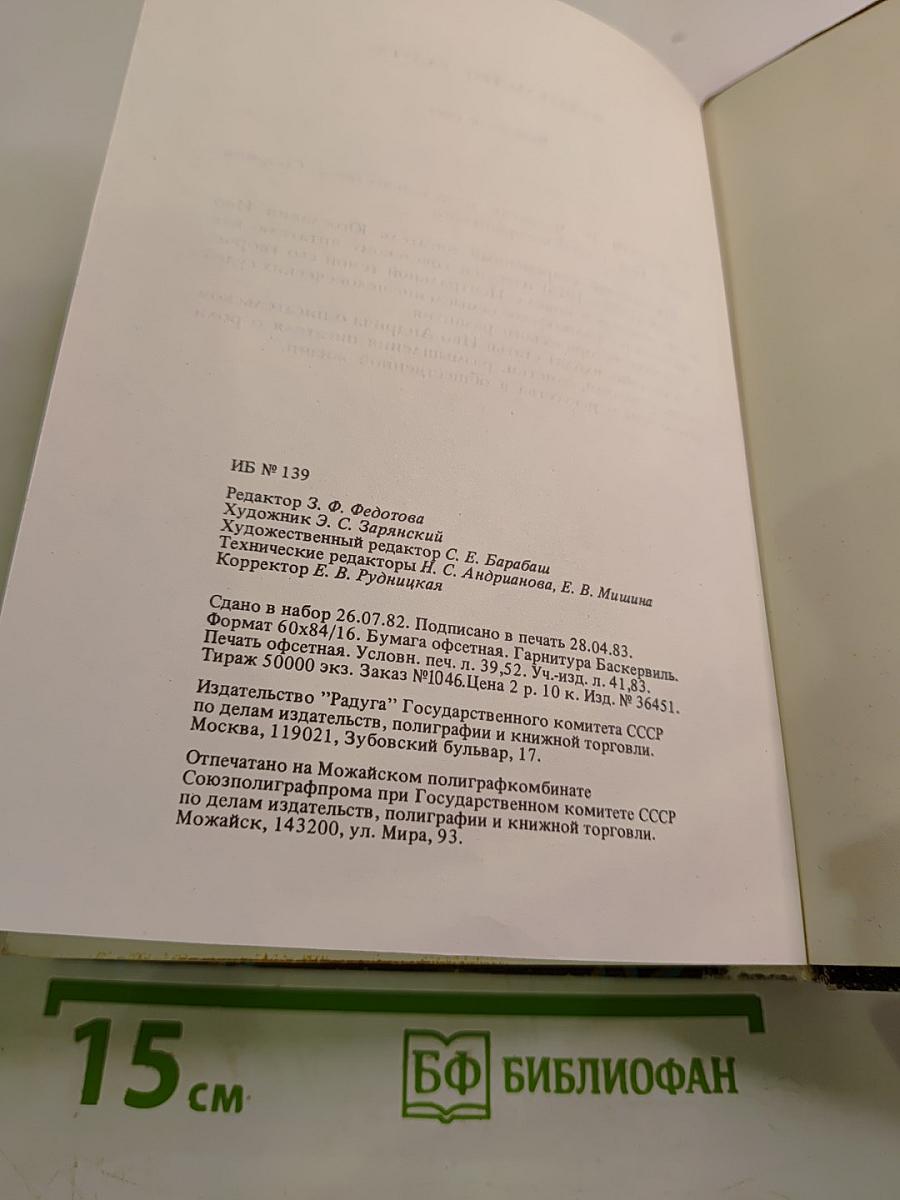 ИБ № 139
Редактор З. Ф. Федотова
Художник Э. С. Зарянский
Художественный редактор С. Е. Барабаш
Технические редакторы Н. С. Андрианова, Е. В. Мишина
Корректор Е. В. Рудницкая
Сдано в набор 26.07.82. Подписано в печать 28.04.83.
Формат 60х84/16. Бумага офсетная. Гарнитура Баскервиль.
Печать офсетная. Условн. печ. л. 39,52. Уч.-изд. л. 41,83.
Тираж 50000 экз. Заказ №1046.Цена 2 р. 10 к. Изд. № 36451.
Издательство "Радуга" Государственного комитета СССР
по делам издательств, полиграфии и книжной торговли.
Москва, 119021, Зубовский бульвар, 17.
Отпечатано на Можайском полиграфкомбинате
Союзполиграфпрома при Государственном комитете СССР
по делам издательств, полиграфии и книжной торговли.
Можайск, 143200, ул. Мира, 93.
15 см
БФ БИБЛИОФАН